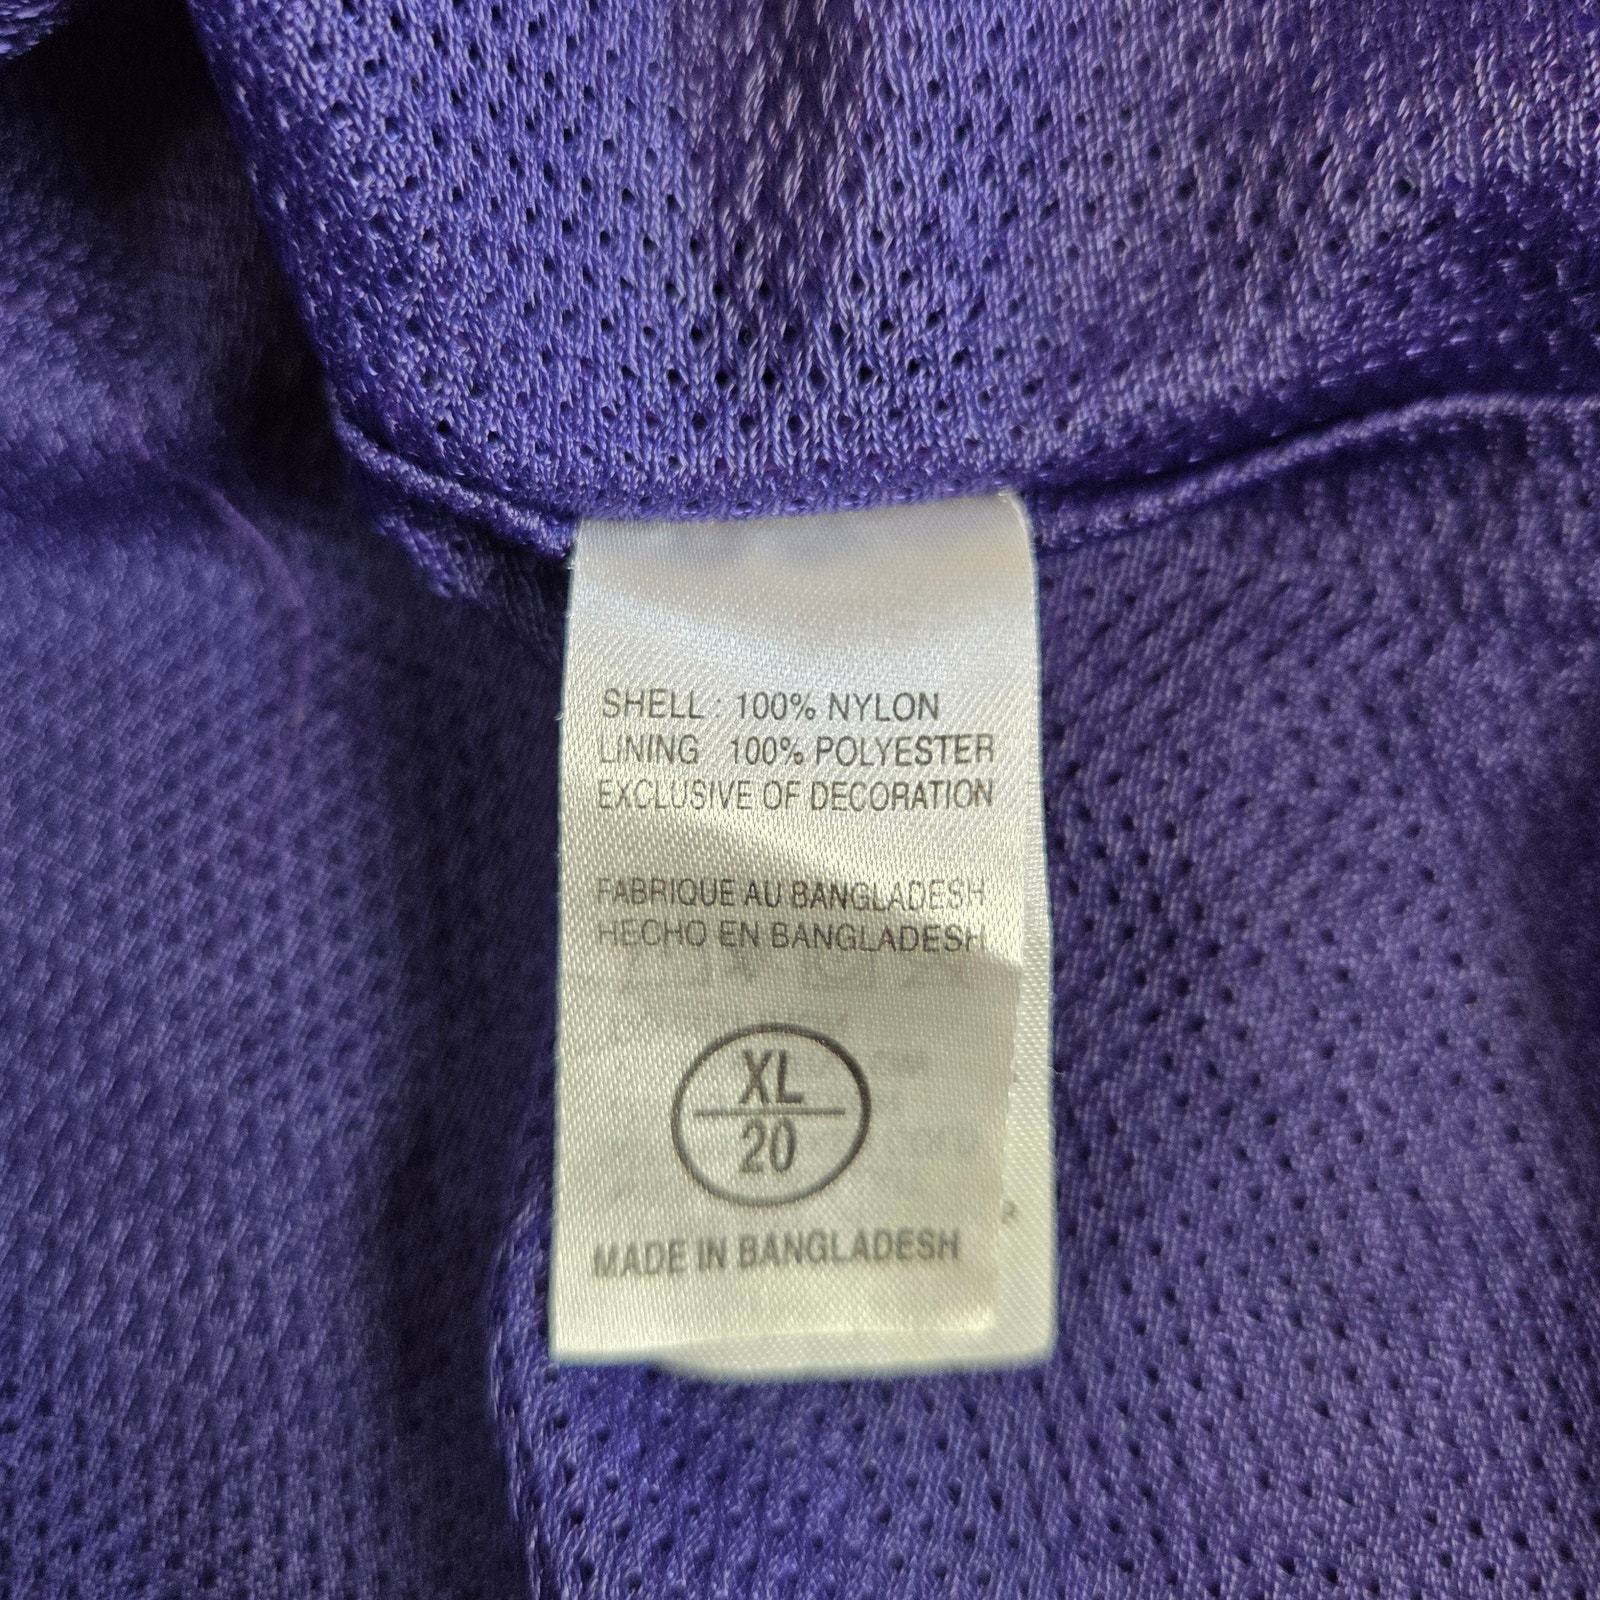 SHELL : 100% NYLON
LINING 100% POLYESTER
EXCLUSIVE OF DECORATION
FABRIQUE AU BANGLADESH
HECHO EN BANGLADESH
XL
20
MADE IN BANGLADESH